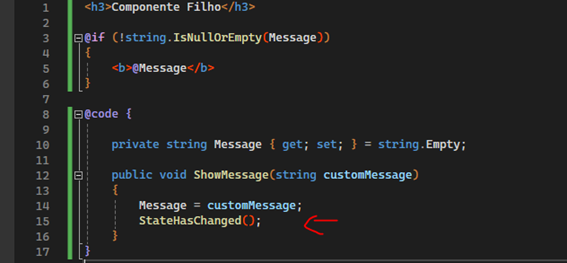 1 <h3>Componente Filho</h3>
2
3 @if (!string.IsNullOrEmpty(Message))
4 {
5 <b>@Message</b>
6 }
7
8 @code {
9
10 private string Message { get; set; } = string.Empty;
11
12 public void ShowMessage(string customMessage)
13 {
14 Message = customMessage;
15 StateHasChanged();
16 }
17 }